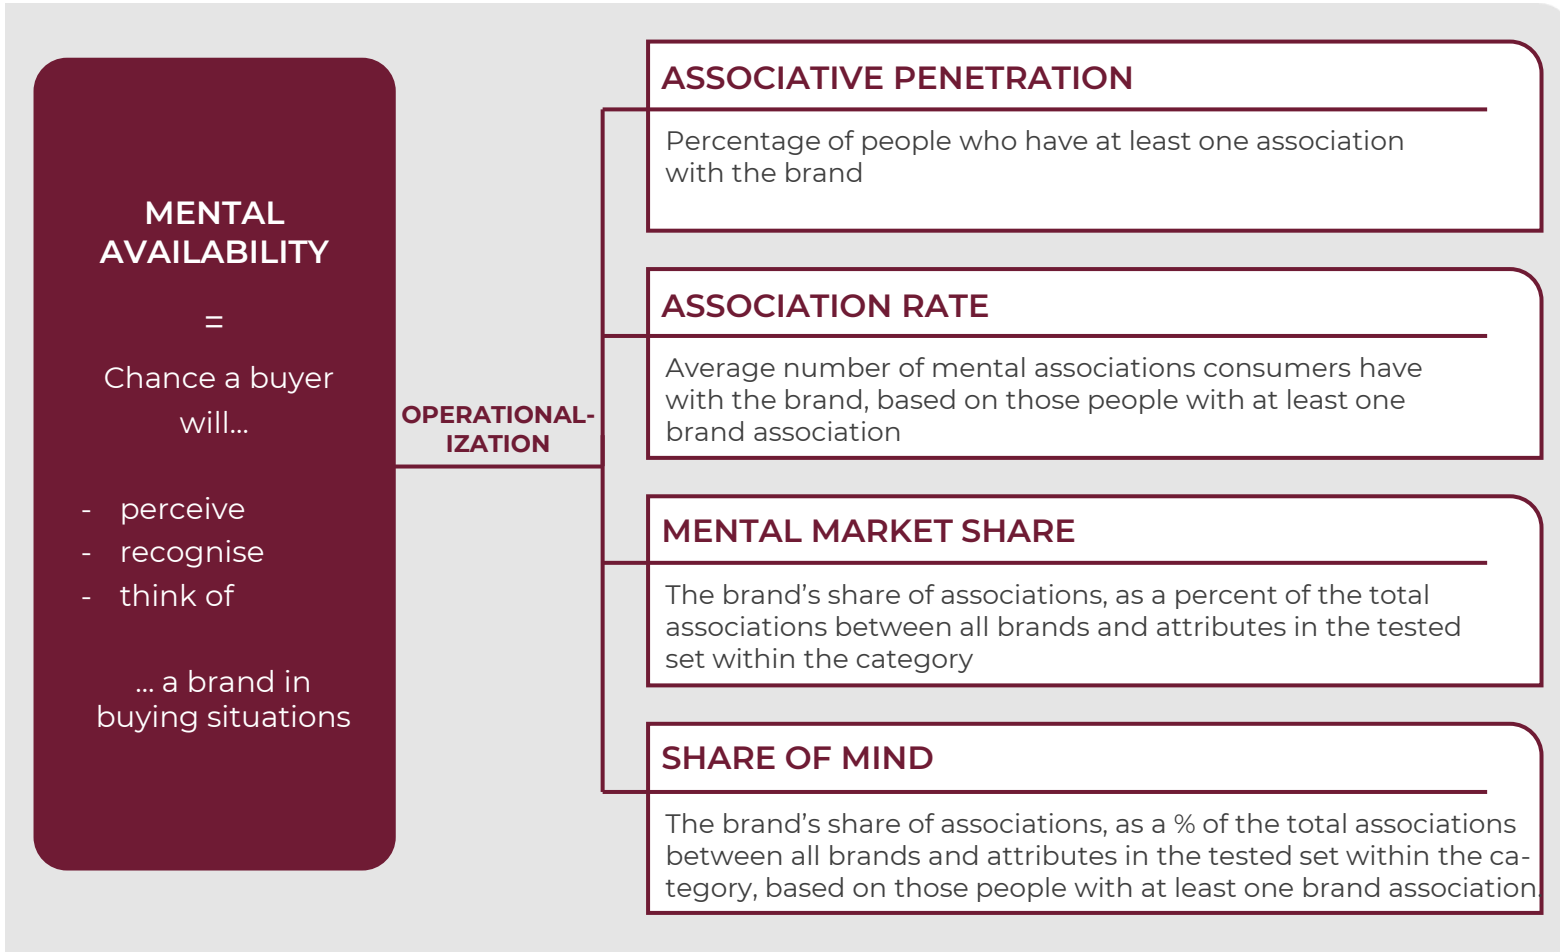 MENTAL
AVAILABILITY
=
Chance a buyer
will...
- perceive
- recognise
- think of
... a brand in
buying situations
OPERATIONAL-
IZATION
ASSOCIATIVE PENETRATION
Percentage of people who have at least one association
with the brand
ASSOCIATION RATE
Average number of mental associations consumers have
with the brand, based on those people with at least one
brand association
MENTAL MARKET SHARE
The brand’s share of associations, as a percent of the total
associations between all brands and attributes in the tested
set within the category
SHARE OF MIND
The brand’s share of associations, as a % of the total associations
between all brands and attributes in the tested set within the ca-
tegory, based on those people with at least one brand association.